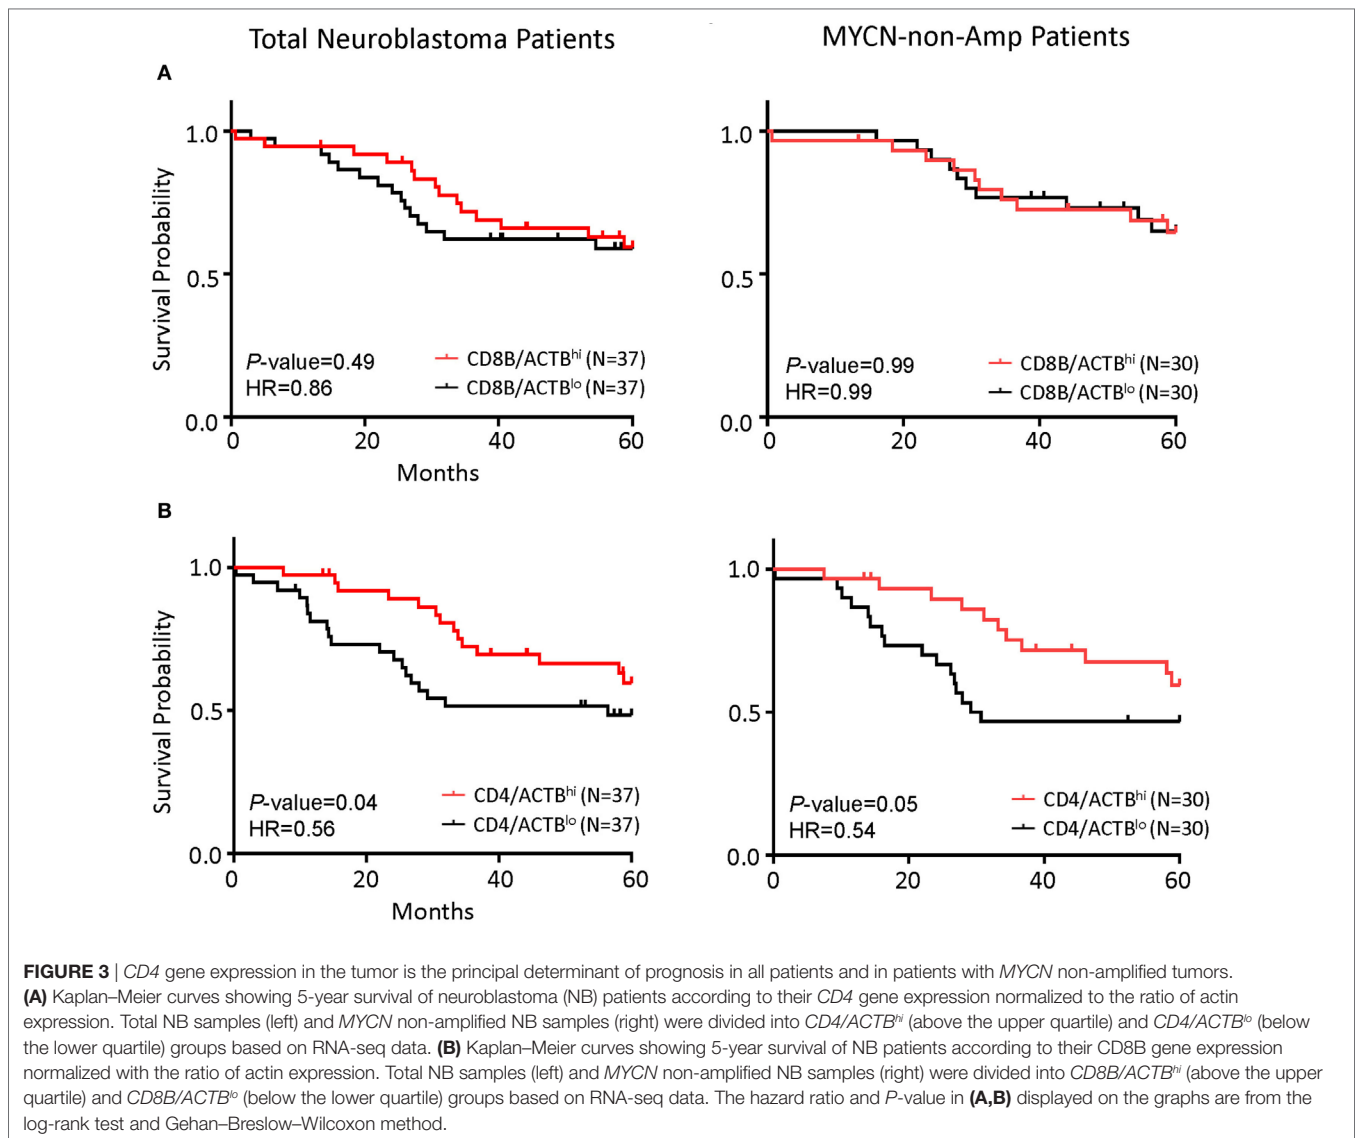 Total Neuroblastoma Patients
MYCN-non-Amp Patients
A
Survival Probability
1.0
0.5
0.0
P-value=0.49
HR=0.86
CD8B/ACTBhi (N=37)
CD8B/ACTBlo (N=37)
0 20 40 60
Months
1.0
0.5
0.0
P-value=0.99
HR=0.99
CD8B/ACTBhi (N=30)
CD8B/ACTBlo (N=30)
0 20 40 60
B
Survival Probability
1.0
0.5
0.0
P-value=0.04
HR=0.56
CD4/ACTBhi (N=37)
CD4/ACTBlo (N=37)
0 20 40 60
Months
1.0
0.5
0.0
P-value=0.05
HR=0.54
CD4/ACTBhi (N=30)
CD4/ACTBlo (N=30)
0 20 40 60
FIGURE 3 | CD4 gene expression in the tumor is the principal determinant of prognosis in all patients and in patients with MYCN non-amplified tumors.
(A) Kaplan–Meier curves showing 5-year survival of neuroblastoma (NB) patients according to their CD4 gene expression normalized to the ratio of actin
expression. Total NB samples (left) and MYCN non-amplified NB samples (right) were divided into CD4/ACTBhi (above the upper quartile) and CD4/ACTBlo (below
the lower quartile) groups based on RNA-seq data. (B) Kaplan–Meier curves showing 5-year survival of NB patients according to their CD8B gene expression
normalized with the ratio of actin expression. Total NB samples (left) and MYCN non-amplified NB samples (right) were divided into CD8B/ACTBhi (above the upper
quartile) and CD8B/ACTBlo (below the lower quartile) groups based on RNA-seq data. The hazard ratio and P-value in (A,B) displayed on the graphs are from the
log-rank test and Gehan–Breslow–Wilcoxon method.